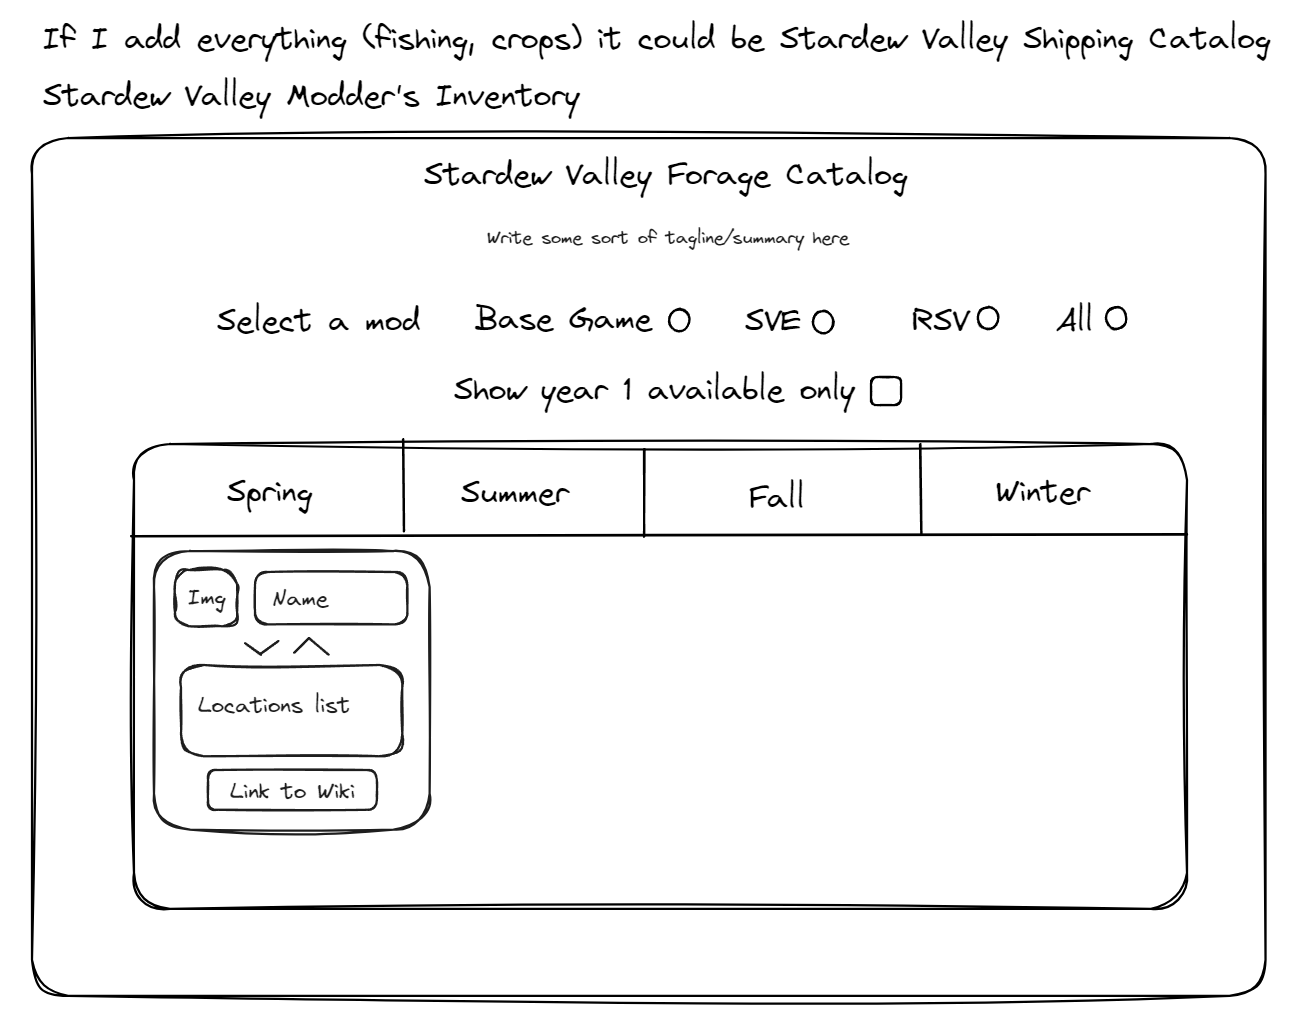 If I add everything (fishing, crops) it could be Stardew Valley Shipping Catalog
Stardew Valley Modder's Inventory
Stardew Valley Forage Catalog
Write some sort of tagline/summary here
Select a mod Base Game SVE RSV All
Show year 1 available only
Spring Summer Fall Winter
Img Name
Locations list
Link to Wiki